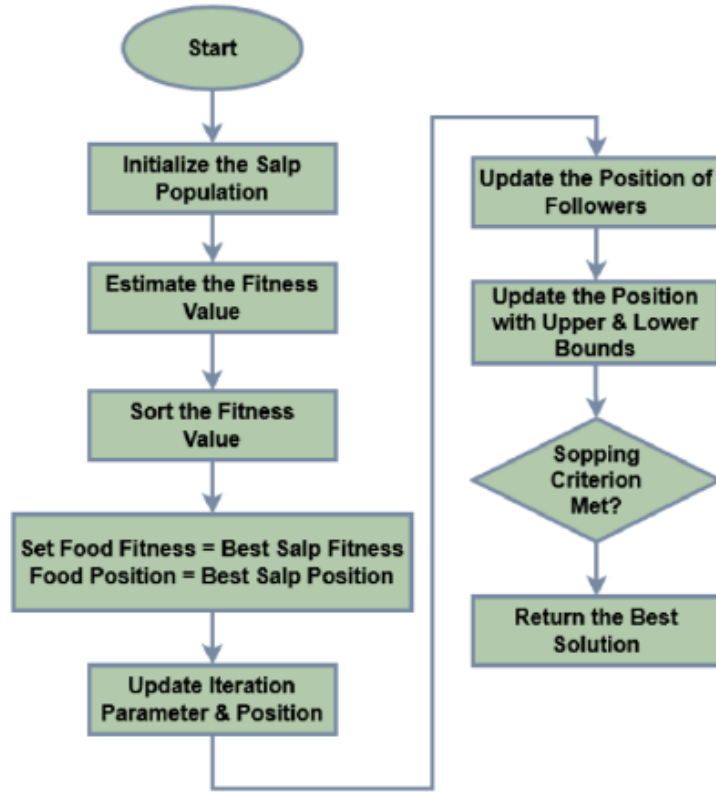 Start
Initialize the Salp
Population
Estimate the Fitness
Value
Sort the Fitness
Value
Set Food Fitness = Best Salp Fitness
Food Position = Best Salp Position
Update Iteration
Parameter & Position
Update the Position of
Followers
Update the Position
with Upper & Lower
Bounds
Sopping
Criterion
Met?
Return the Best
Solution